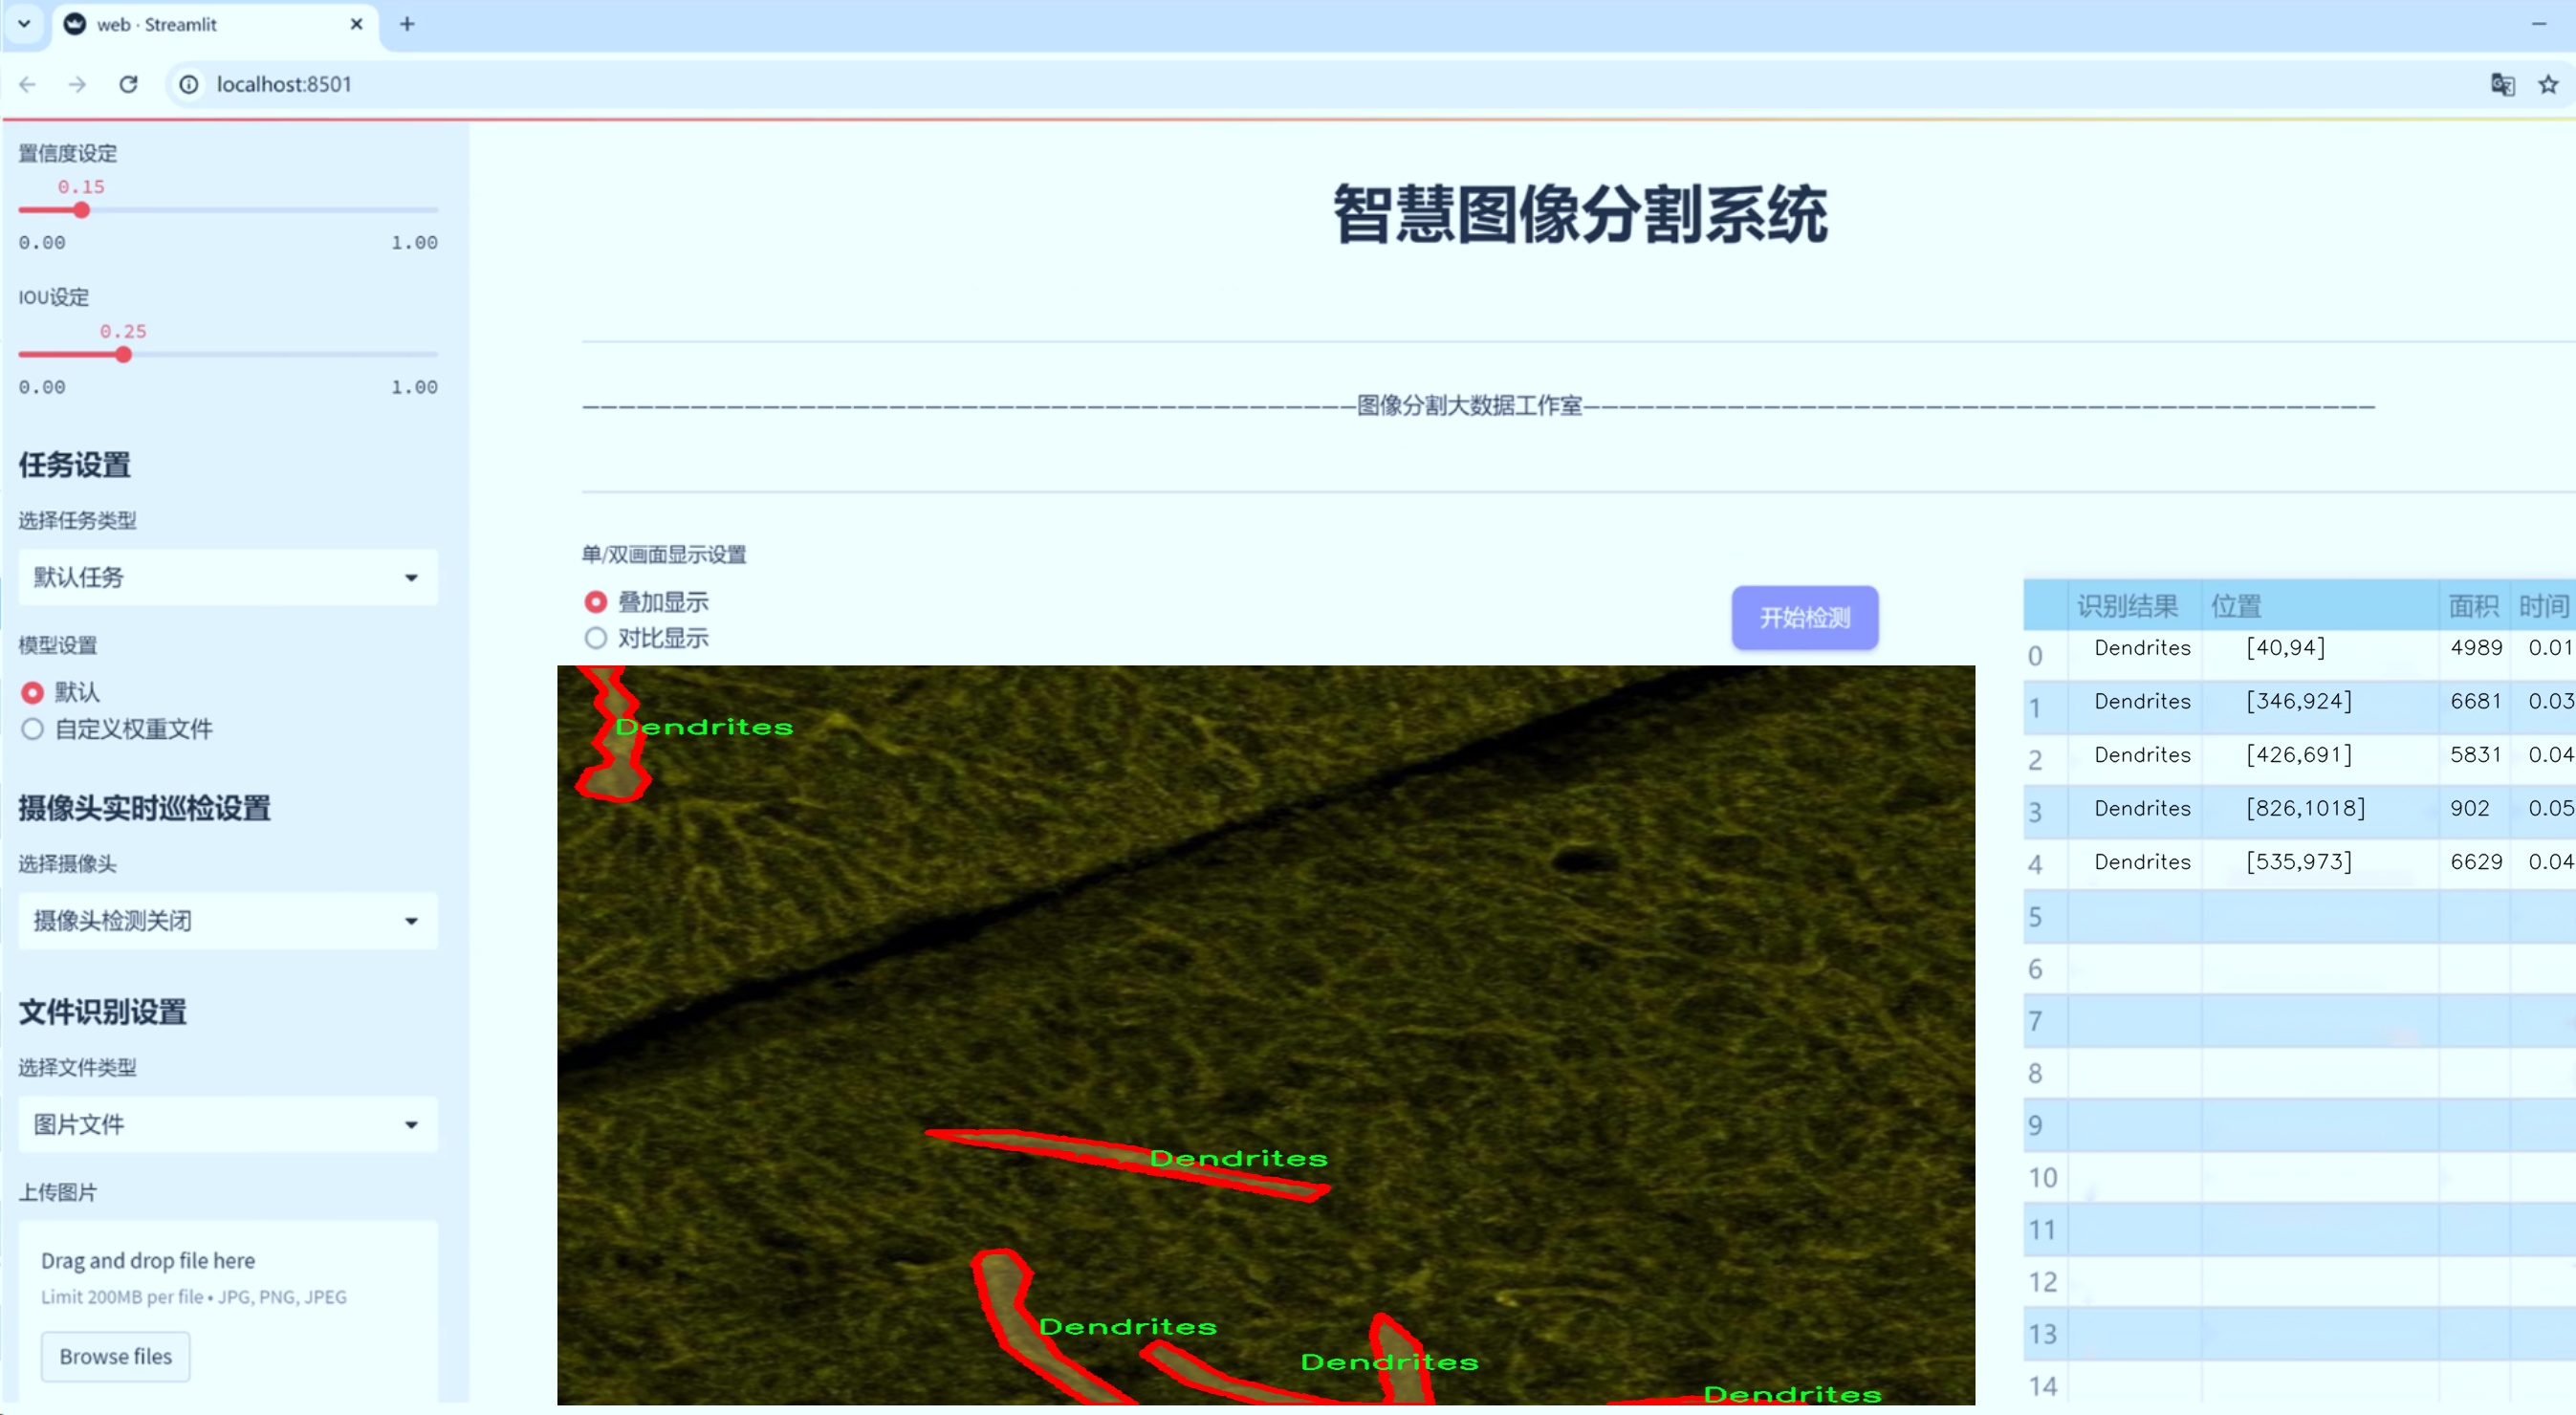 web · Streamlit
localhost:8501
置信度设定
0.15
0.00 1.00
IOU设定
0.25
0.00 1.00
任务设置
选择任务类型
默认任务
模型设置
默认
自定义权重文件
摄像头实时巡检设置
选择摄像头
摄像头检测关闭
文件识别设置
选择文件类型
图片文件
上传图片
Drag and drop file here
Limit 200MB per file • JPG, PNG, JPEG
Browse files
智慧图像分割系统
图像分割大数据工作室
单/双画面显示设置
叠加显示
对比显示
开始检测
Dendrites
Dendrites
Dendrites
Dendrites
Dendrites
识别结果 位置 面积 时间
0 Dendrites [40,94] 4989 0.01
1 Dendrites [346,924] 6681 0.03
2 Dendrites [426,691] 5831 0.04
3 Dendrites [826,1018] 902 0.05
4 Dendrites [535,973] 6629 0.04
5
6
7
8
9
10
11
12
13
14